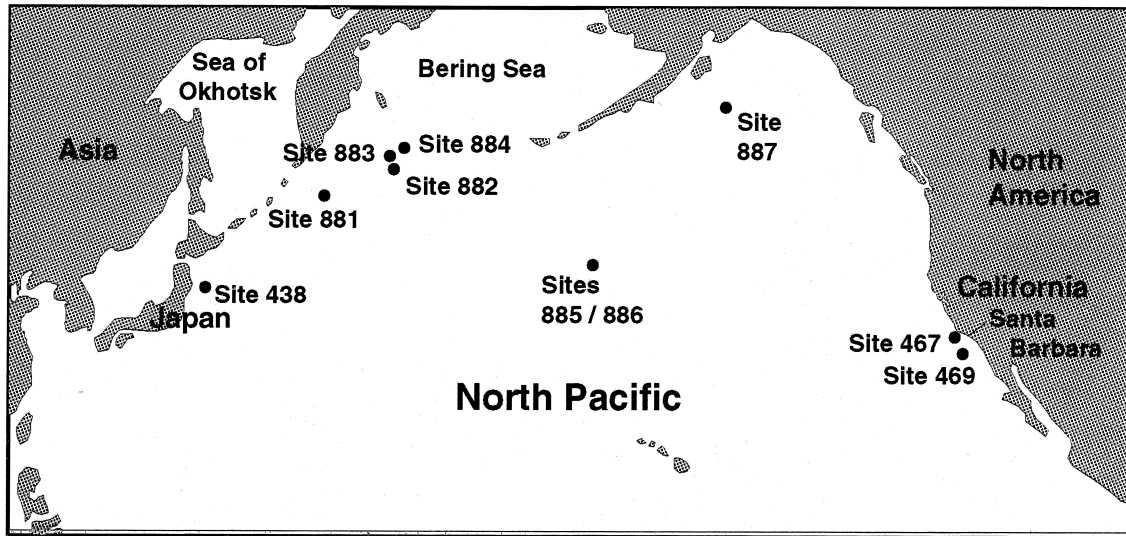 Sea of
Okhotsk
Bering Sea
Asia
Site 883
Site 884
Site 882
Site 881
Site
887
North
America
Site 438
Japan
Sites
885 / 886
California
Santa
Barbara
Site 467
Site 469
North Pacific